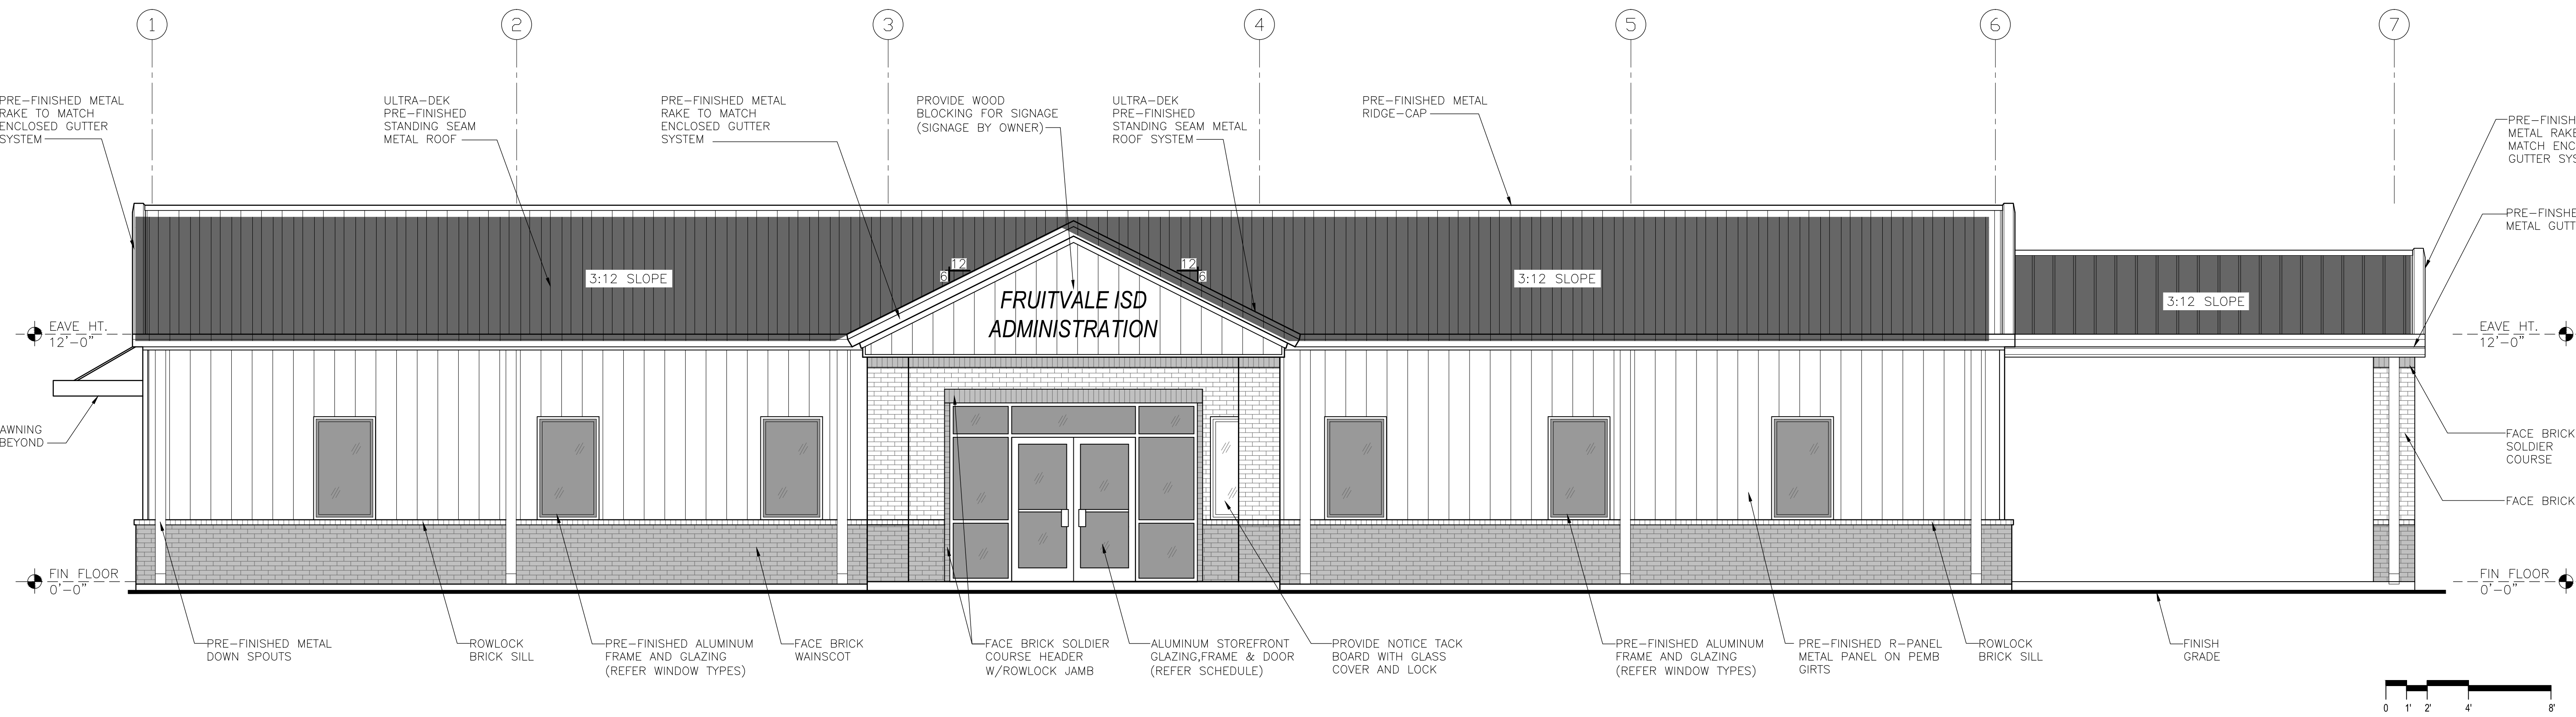 1
2
3
4
5
6
7
PRE-FINISHED METAL
RAKE TO MATCH
ENCLOSED GUTTER
SYSTEM
ULTRA-DEK
PRE-FINISHED
STANDING SEAM
METAL ROOF
PRE-FINISHED METAL
RAKE TO MATCH
ENCLOSED GUTTER
SYSTEM
PROVIDE WOOD
BLOCKING FOR SIGNAGE
(SIGNAGE BY OWNER)
ULTRA-DEK
PRE-FINISHED
STANDING SEAM METAL
ROOF SYSTEM
PRE-FINISHED METAL
RIDGE-CAP
PRE-FINISH
METAL RAKE
MATCH ENC
GUTTER SYS
PRE-FINSHE
METAL GUTT
3:12 SLOPE
12
6
12
6
3:12 SLOPE
3:12 SLOPE
FRUITVALE ISD
ADMINISTRATION
EAVE HT.
12'-0"
EAVE HT.
12'-0"
AWNING
BEYOND
FACE BRICK
SOLDIER
COURSE
FACE BRICK
FIN FLOOR
0'-0"
FIN FLOOR
0'-0"
PRE-FINISHED METAL
DOWN SPOUTS
ROWLOCK
BRICK SILL
PRE-FINISHED ALUMINUM
FRAME AND GLAZING
(REFER WINDOW TYPES)
FACE BRICK
WAINSCOT
FACE BRICK SOLDIER
COURSE HEADER
W/ROWLOCK JAMB
ALUMINUM STOREFRONT
GLAZING,FRAME & DOOR
(REFER SCHEDULE)
PROVIDE NOTICE TACK
BOARD WITH GLASS
COVER AND LOCK
PRE-FINISHED ALUMINUM
FRAME AND GLAZING
(REFER WINDOW TYPES)
PRE-FINISHED R-PANEL
METAL PANEL ON PEMB
GIRTS
ROWLOCK
BRICK SILL
FINISH
GRADE
0 1' 2' 4' 8'